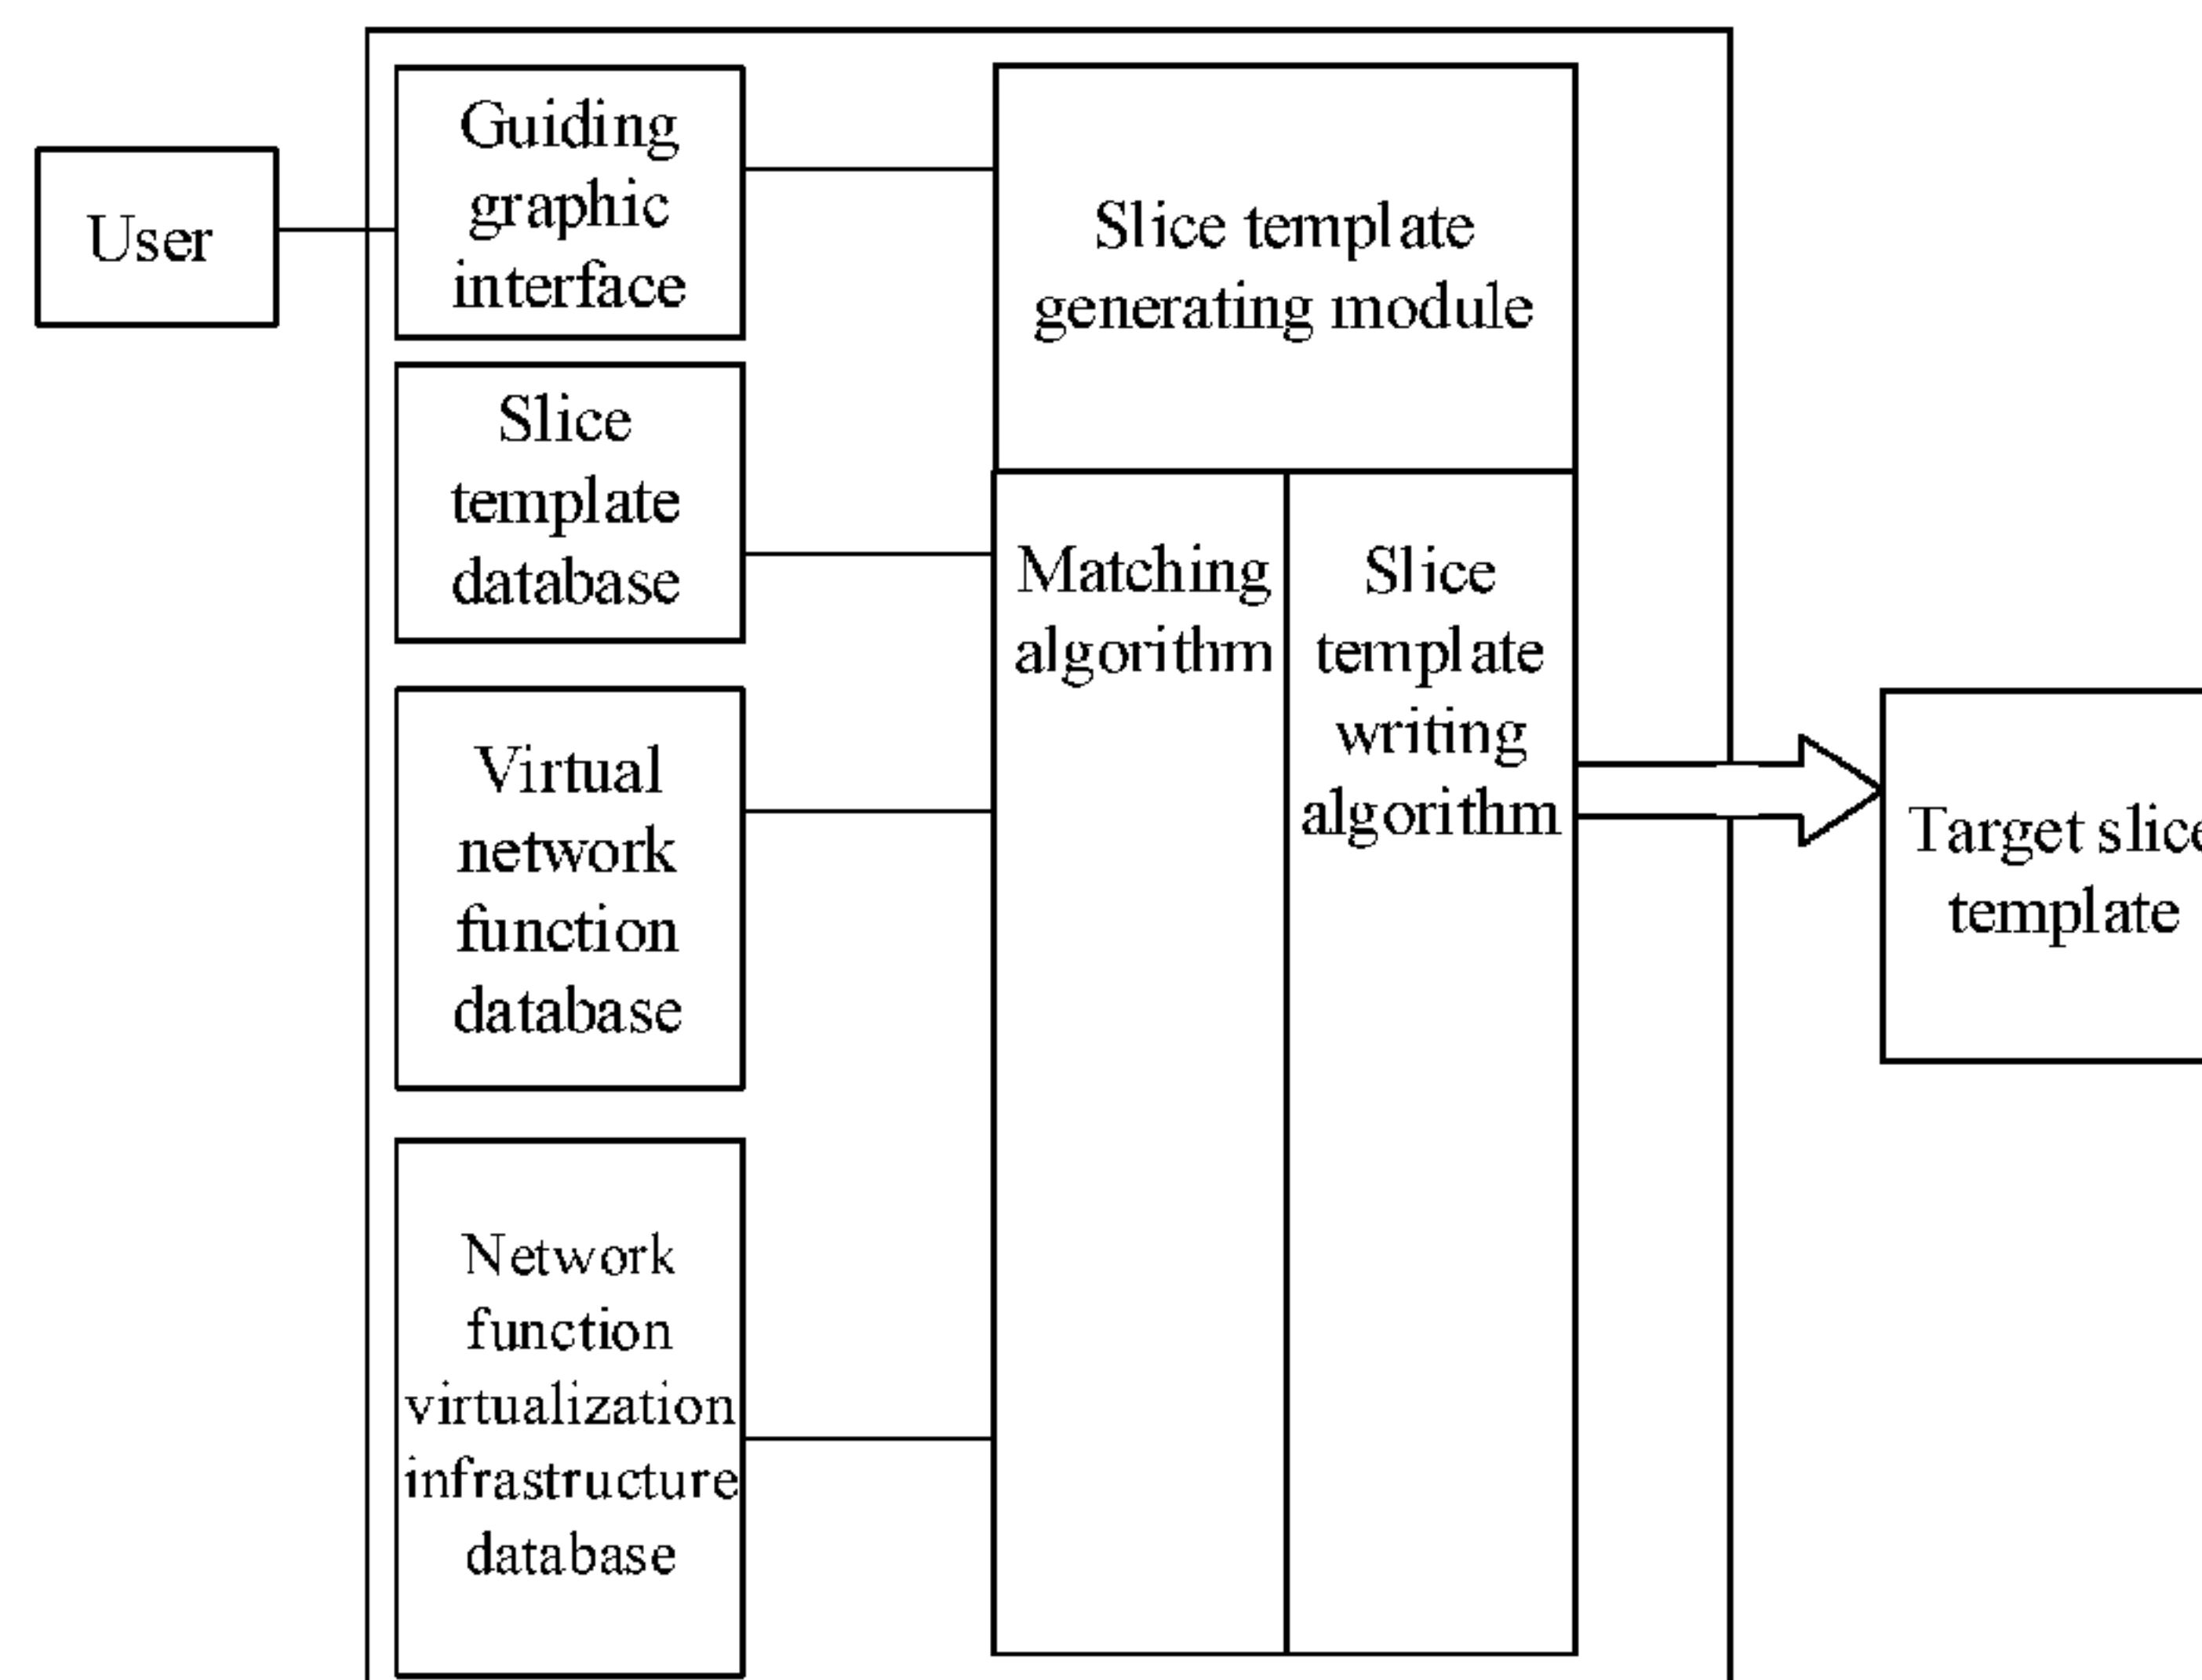 User
Guiding
graphic
interface
Slice
template
database
Virtual
network
function
database
Network
function
virtualization
infrastructure
database
Slice template
generating module
Matching
algorithm
Slice
template
writing
algorithm
Target slice
template